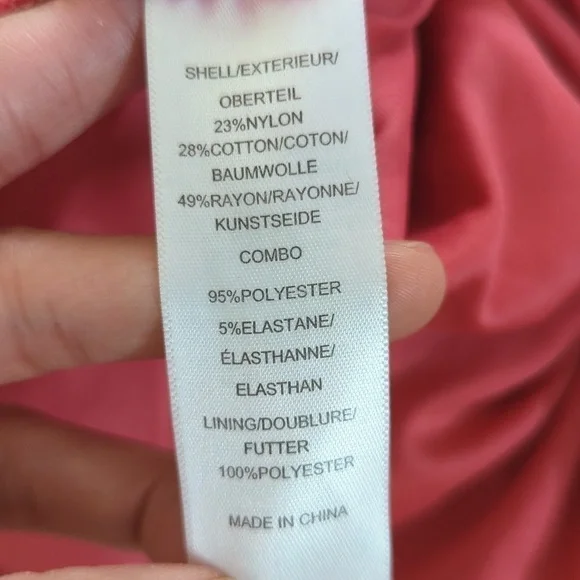 SHELL/EXTERIEUR/
OBERTEIL
23%NYLON
28%COTTON/COTON/
BAUMWOLLE
49%RAYON/RAYONNE/
KUNSTSEIDE
COMBO
95%POLYESTER
5%ELASTANE/
ÉLASTHANNE/
ELASTHAN
LINING/DOUBLURE/
FUTTER
100%POLYESTER
MADE IN CHINA